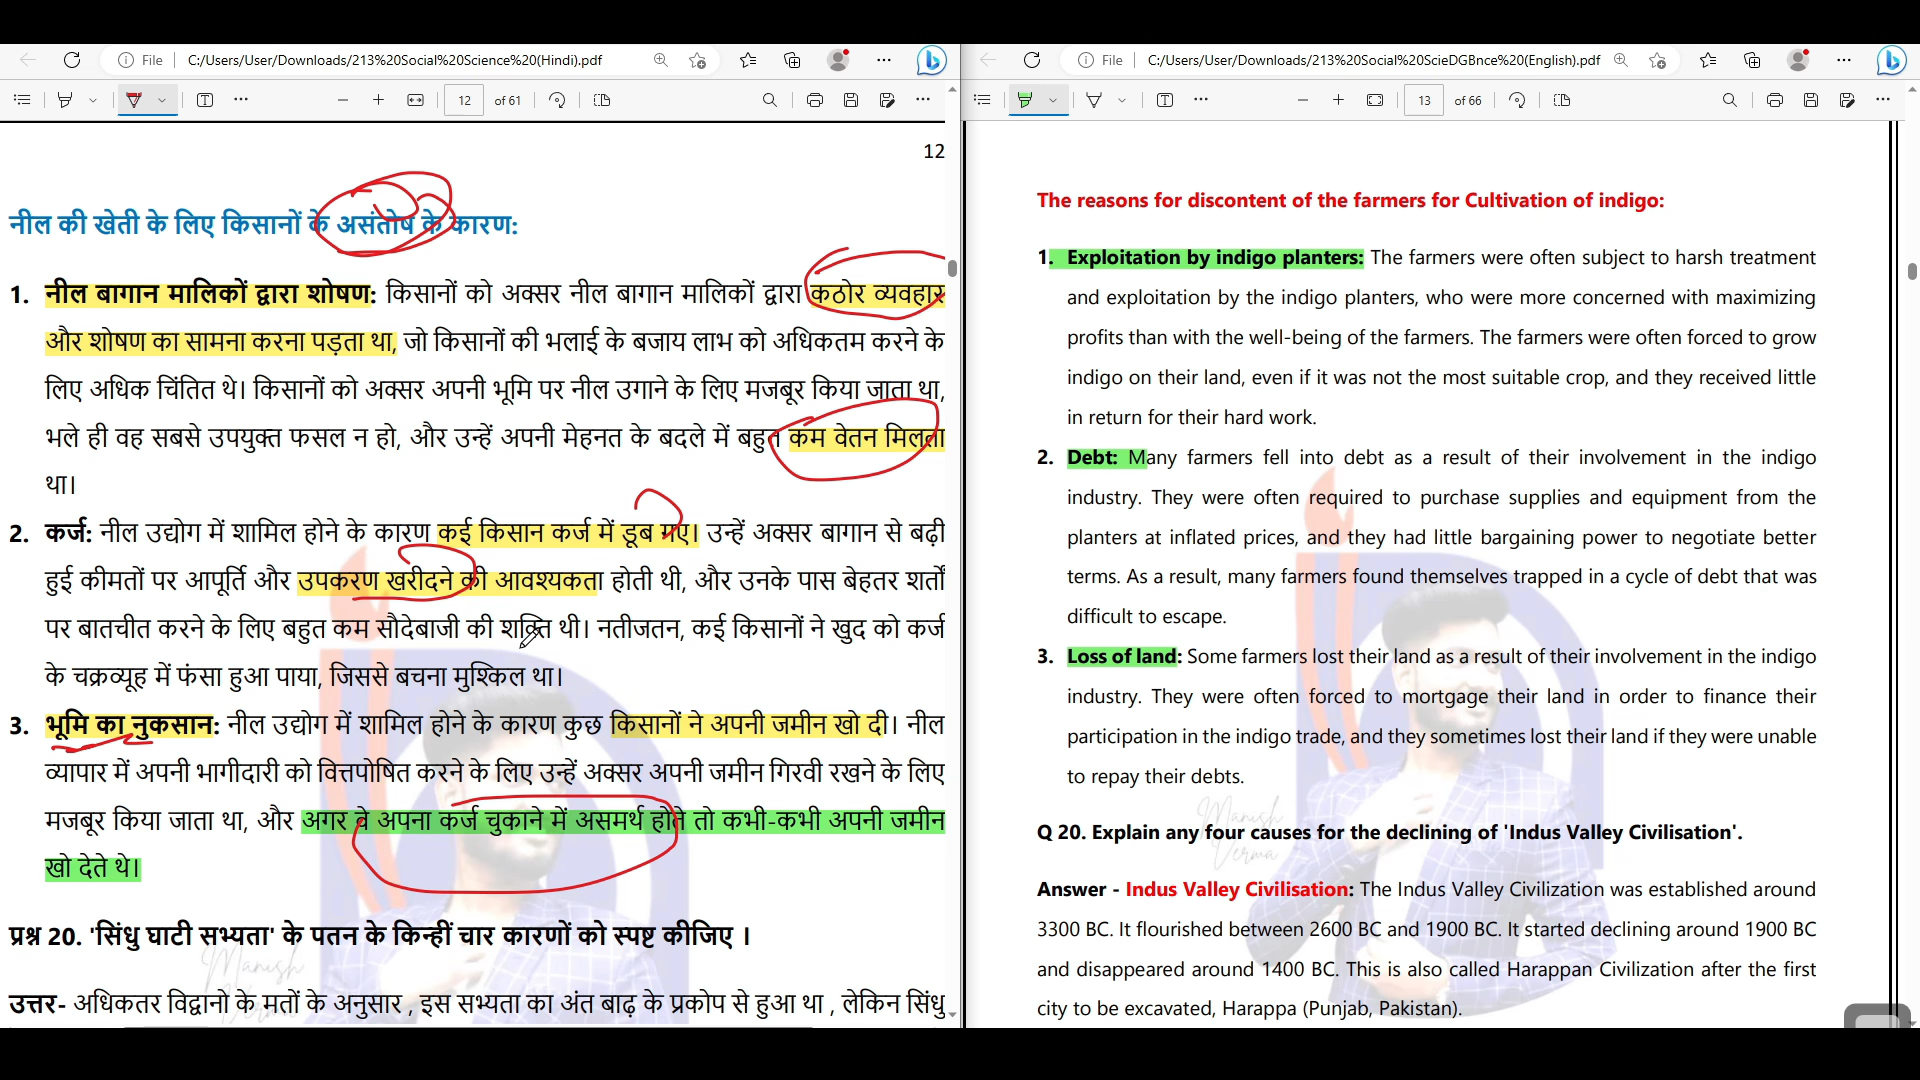 File C:/Users/User/Downloads/213%20Social%20Science%20(Hindi).pdf
12 of 61
12
नील की खेती के लिए किसानों के असंतोष के कारण:
1. नील बागान मालिकों द्वारा शोषण: किसानों को अक्सर नील बागान मालिकों द्वारा कठोर व्यवहार
और शोषण का सामना करना पड़ता था, जो किसानों की भलाई के बजाय लाभ को अधिकतम करने के
लिए अधिक चिंतित थे। किसानों को अक्सर अपनी भूमि पर नील उगाने के लिए मजबूर किया जाता था,
भले ही वह सबसे उपयुक्त फसल न हो, और उन्हें अपनी मेहनत के बदले में बहुत कम वेतन मिलता
था।
2. कर्ज: नील उद्योग में शामिल होने के कारण कई किसान कर्ज में डूब गए। उन्हें अक्सर बागान से बढ़ी
हुई कीमतों पर आपूर्ति और उपकरण खरीदने की आवश्यकता होती थी, और उनके पास बेहतर शर्तों
पर बातचीत करने के लिए बहुत कम सौदेबाजी की शक्ति थी। नतीजतन, कई किसानों ने खुद को कर्ज
के चक्रव्यूह में फंसा हुआ पाया, जिससे बचना मुश्किल था।
3. भूमि का नुकसान: नील उद्योग में शामिल होने के कारण कुछ किसानों ने अपनी जमीन खो दी। नील
व्यापार में अपनी भागीदारी को वित्तपोषित करने के लिए उन्हें अक्सर अपनी जमीन गिरवी रखने के लिए
मजबूर किया जाता था, और अगर वे अपना कर्ज चुकाने में असमर्थ होते तो कभी-कभी अपनी जमीन
खो देते थे।
प्रश्न 20. 'सिंधु घाटी सभ्यता' के पतन के किन्हीं चार कारणों को स्पष्ट कीजिए ।
Manish
Verma
उत्तर- अधिकतर विद्वानो के मतों के अनुसार , इस सभ्यता का अंत बाढ़ के प्रकोप से हुआ था , लेकिन सिंधु
File C:/Users/User/Downloads/213%20Social%20ScieDGBnce%20(English).pdf
13 of 66
The reasons for discontent of the farmers for Cultivation of indigo:
1. Exploitation by indigo planters: The farmers were often subject to harsh treatment
and exploitation by the indigo planters, who were more concerned with maximizing
profits than with the well-being of the farmers. The farmers were often forced to grow
indigo on their land, even if it was not the most suitable crop, and they received little
in return for their hard work.
2. Debt: Many farmers fell into debt as a result of their involvement in the indigo
industry. They were often required to purchase supplies and equipment from the
planters at inflated prices, and they had little bargaining power to negotiate better
terms. As a result, many farmers found themselves trapped in a cycle of debt that was
difficult to escape.
3. Loss of land: Some farmers lost their land as a result of their involvement in the indigo
industry. They were often forced to mortgage their land in order to finance their
participation in the indigo trade, and they sometimes lost their land if they were unable
to repay their debts.
Manish
Verma
Q 20. Explain any four causes for the declining of 'Indus Valley Civilisation'.
Answer - Indus Valley Civilisation: The Indus Valley Civilization was established around
3300 BC. It flourished between 2600 BC and 1900 BC. It started declining around 1900 BC
and disappeared around 1400 BC. This is also called Harappan Civilization after the first
city to be excavated, Harappa (Punjab, Pakistan).